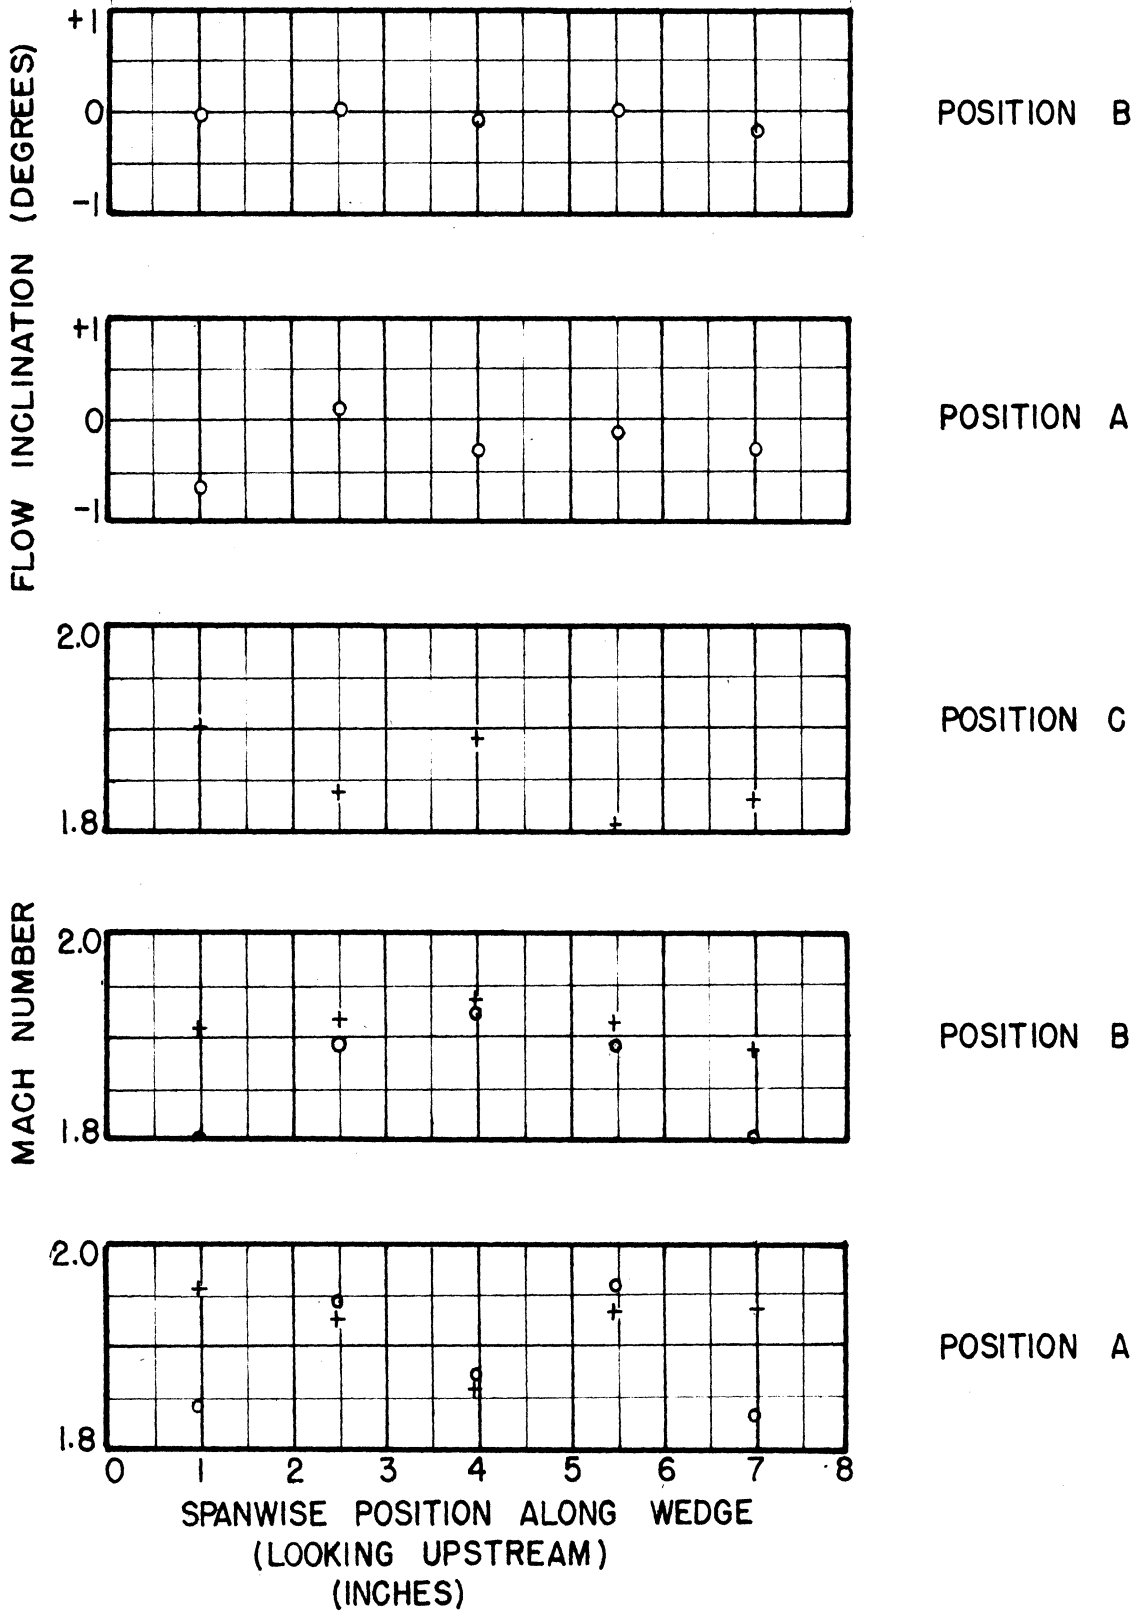 FLOW INCLINATION (DEGREES)
+1
0
-1
POSITION B
+1
0
-1
POSITION A
MACH NUMBER
2.0
1.8
POSITION C
2.0
1.8
POSITION B
2.0
1.8
POSITION A
0 1 2 3 4 5 6 7 8
SPANWISE POSITION ALONG WEDGE
(LOOKING UPSTREAM)
(INCHES)